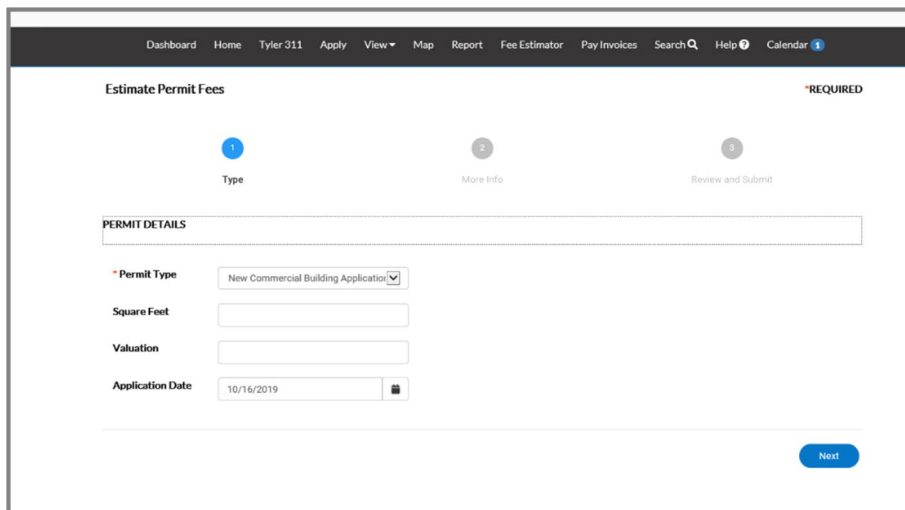 Dashboard Home Tyler 311 Apply View Map Report Fee Estimator Pay Invoices Search Help ? Calendar 1
Estimate Permit Fees *REQUIRED
1 2 3
Type More Info Review and Submit
PERMIT DETAILS
* Permit Type New Commercial Building Application
Square Feet
Valuation
Application Date 10/16/2019
Next